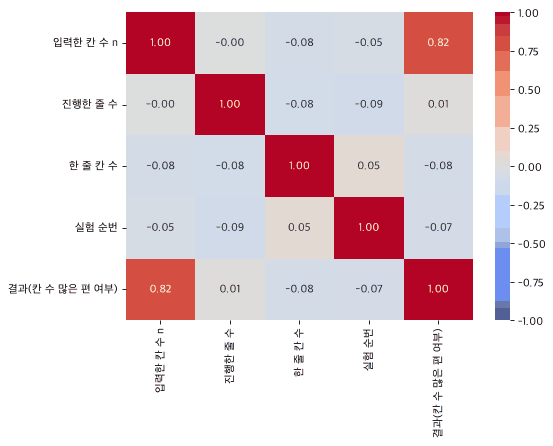 입력한 칸 수 n 1.00 -0.00 -0.08 -0.05 0.82
진행한 줄 수 -0.00 1.00 -0.08 -0.09 0.01
한 줄 칸 수 -0.08 -0.08 1.00 0.05 -0.08
실험 순번 -0.05 -0.09 0.05 1.00 -0.07
결과(칸 수 많은 편 여부) 0.82 0.01 -0.08 -0.07 1.00
입력한 칸 수 n
진행한 줄 수
한 줄 칸 수
실험 순번
결과(칸 수 많은 편 여부)
1.00
0.75
0.50
0.25
0.00
-0.25
-0.50
-0.75
-1.00